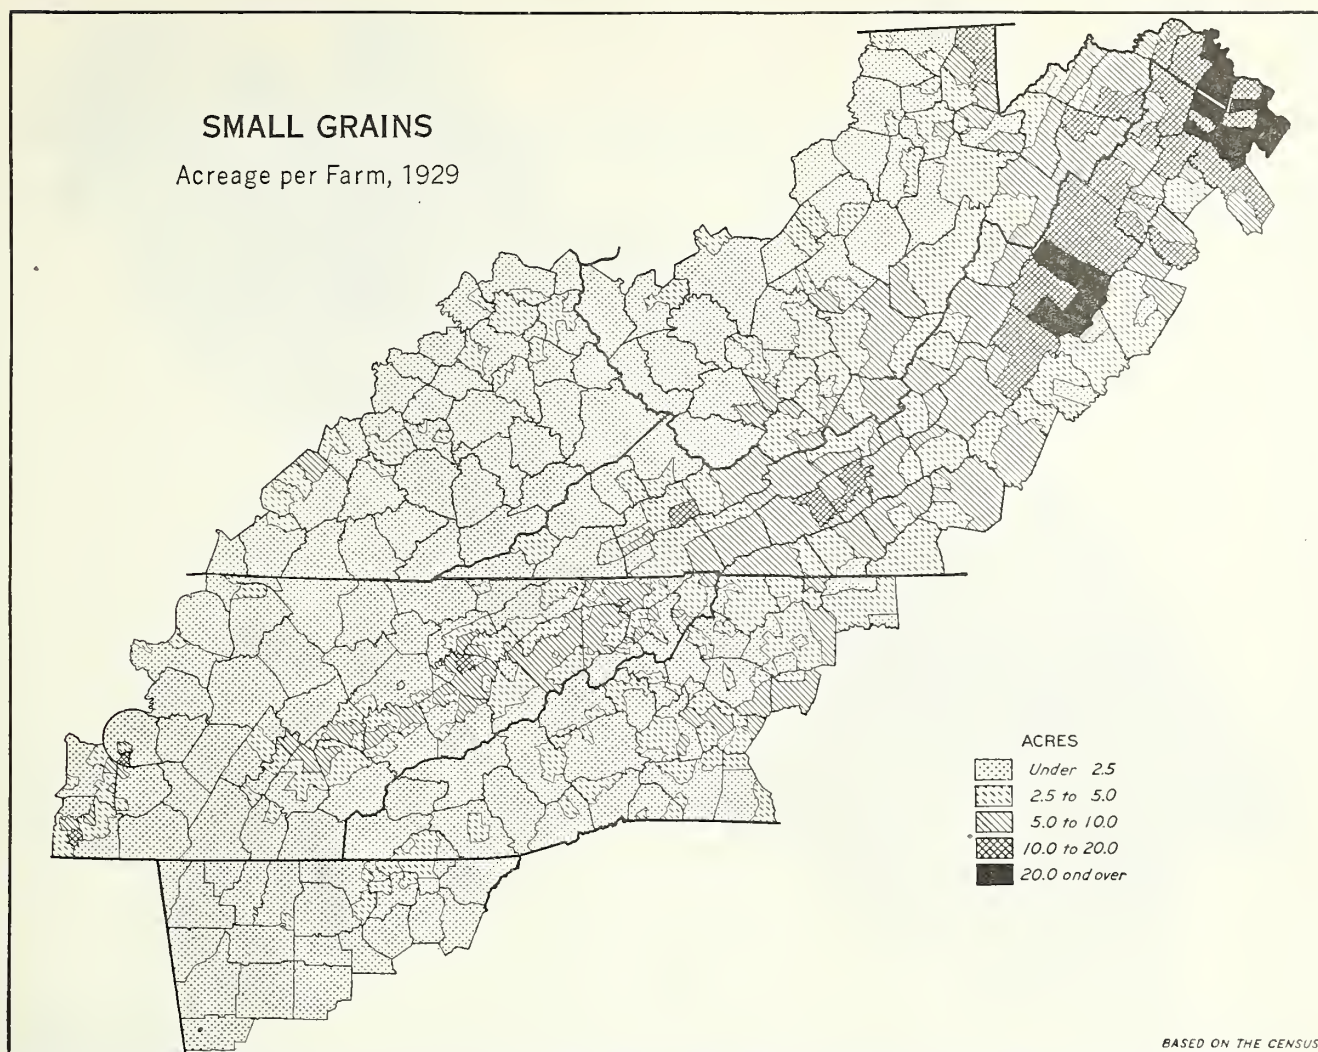 SMALL GRAINS
Acreage per Farm, 1929
ACRES
Under 2.5
2.5 to 5.0
5.0 to 10.0
10.0 to 20.0
20.0 and over
BASED ON THE CENSUS